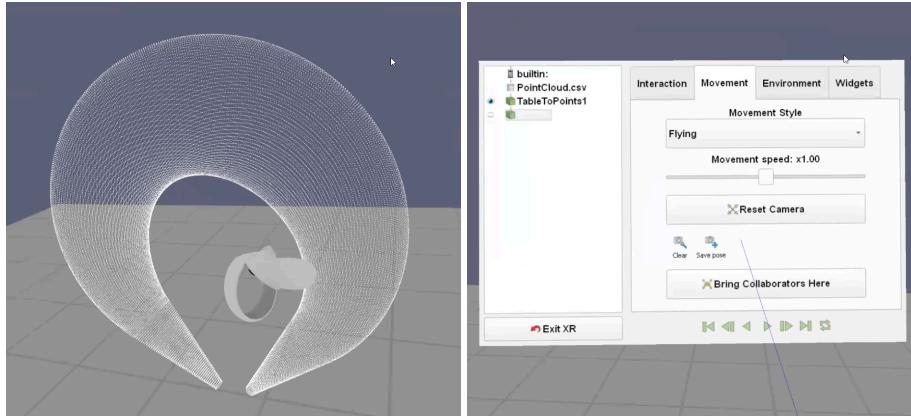 builtin:
PointCloud.csv
TableToPoints1
Interaction Movement Environment Widgets
Movement Style
Flying
Movement speed: x1.00
Reset Camera
Clear Save pose
Bring Collaborators Here
Exit XR